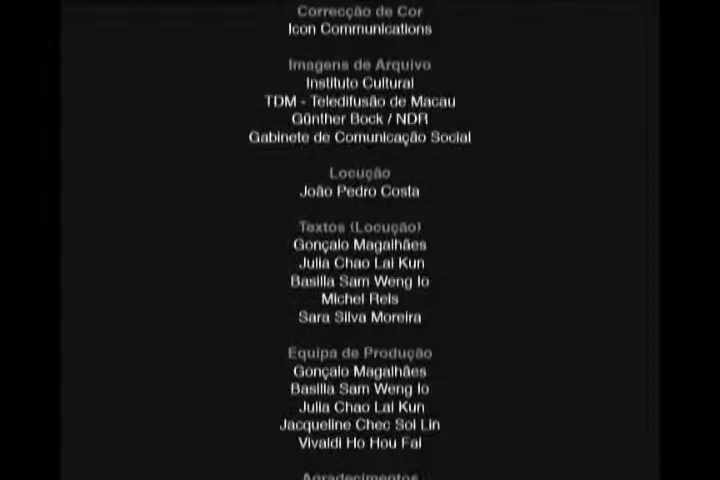 Correcção de Cor
Icon Communications
Imagens de Arquivo
Instituto Cultural
TDM - Teledifusão de Macau
Günther Bock / NDR
Gabinete de Comunicação Social
Locução
João Pedro Costa
Textos (Locução)
Gonçalo Magalhães
Julia Chao Lai Kun
Basilia Sam Weng Io
Michel Reis
Sara Silva Moreira
Equipa de Produção
Gonçalo Magalhães
Basilia Sam Weng Io
Julia Chao Lai Kun
Jacqueline Chec Soi Lin
Vivaldi Ho Hou Fai
Agradecimentos